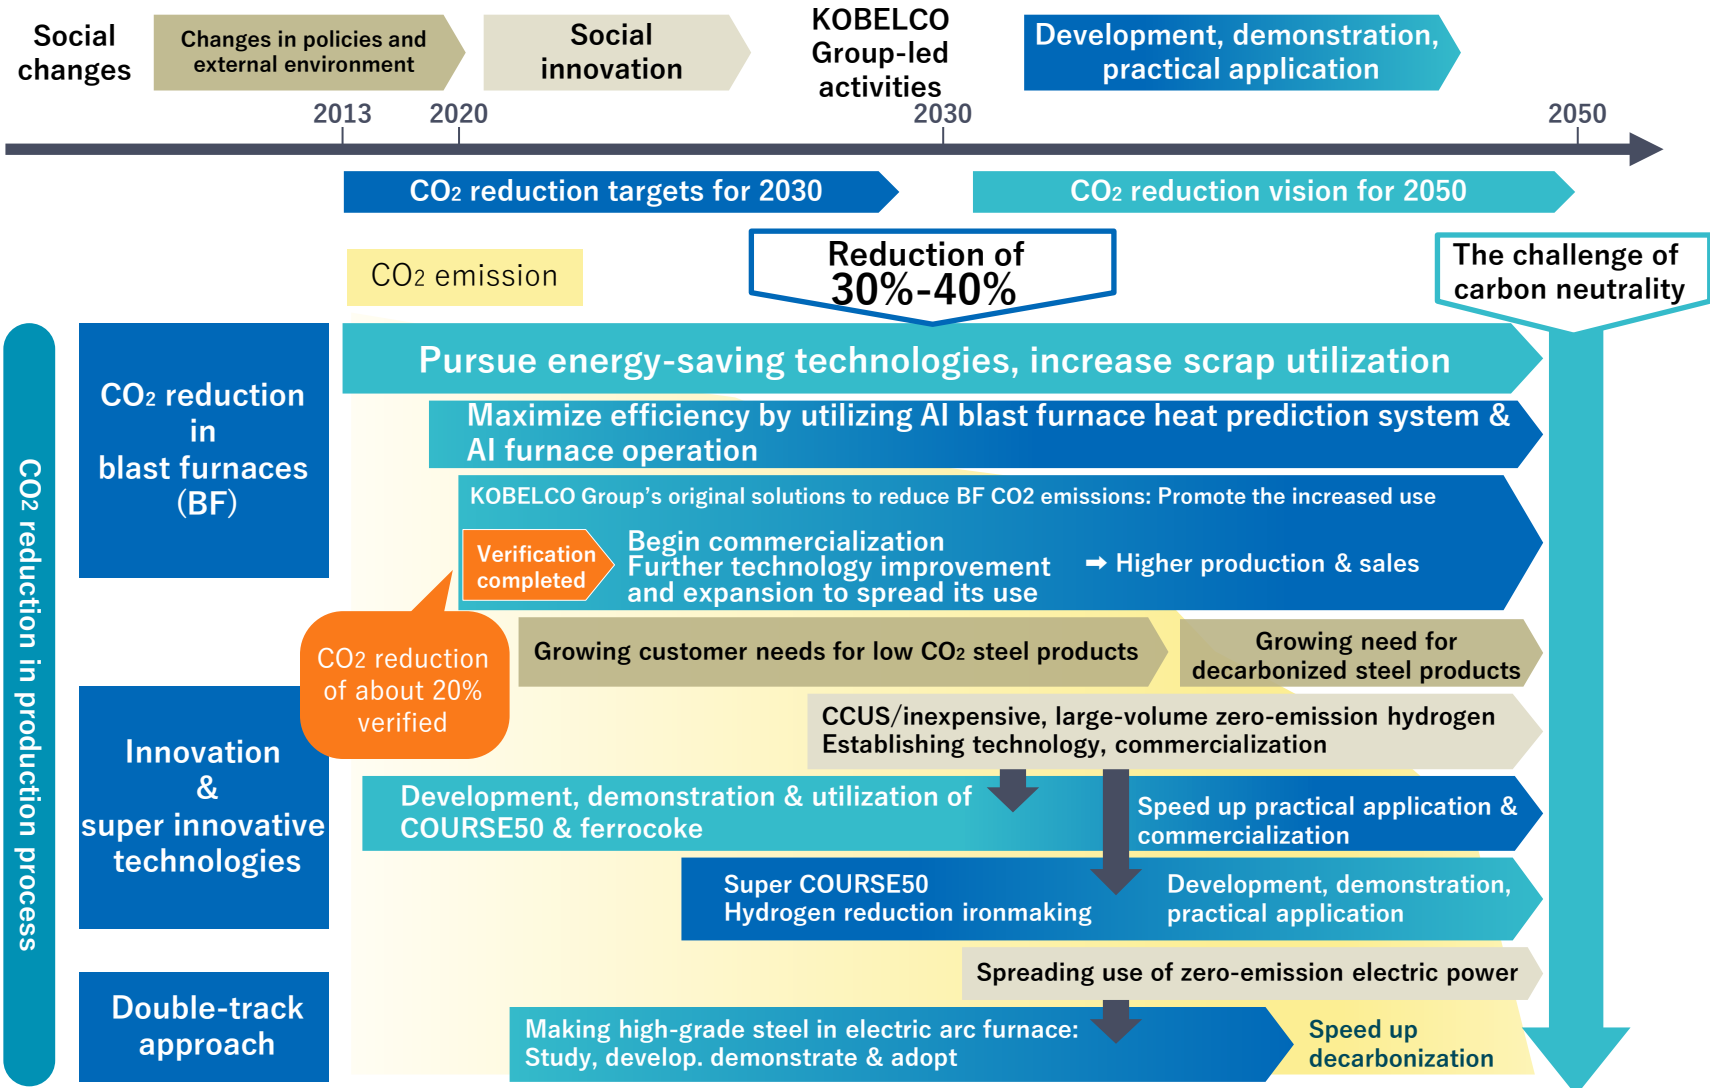 Social
changes
Changes in policies and
external environment
Social
innovation
KOBELCO
Group-led
activities
Development, demonstration,
practical application
2013
2020
2030
2050
CO2 reduction targets for 2030
CO2 reduction vision for 2050
CO2 emission
Reduction of
30%-40%
The challenge of
carbon neutrality
CO2 reduction in production process
CO2 reduction
in
blast furnaces
(BF)
Pursue energy-saving technologies, increase scrap utilization
Maximize efficiency by utilizing AI blast furnace heat prediction system &
AI furnace operation
KOBELCO Group's original solutions to reduce BF CO2 emissions: Promote the increased use
Verification
completed
Begin commercialization
Further technology improvement
and expansion to spread its use
➡ Higher production & sales
CO2 reduction
of about 20%
verified
Growing customer needs for low CO2 steel products
Growing need for
decarbonized steel products
Innovation
&
super innovative
technologies
CCUS/inexpensive, large-volume zero-emission hydrogen
Establishing technology, commercialization
Development, demonstration & utilization of
COURSE50 & ferrocoke
Speed up practical application &
commercialization
Super COURSE50
Hydrogen reduction ironmaking
Development, demonstration,
practical application
Double-track
approach
Spreading use of zero-emission electric power
Making high-grade steel in electric arc furnace:
Study, develop. demonstrate & adopt
Speed up
decarbonization